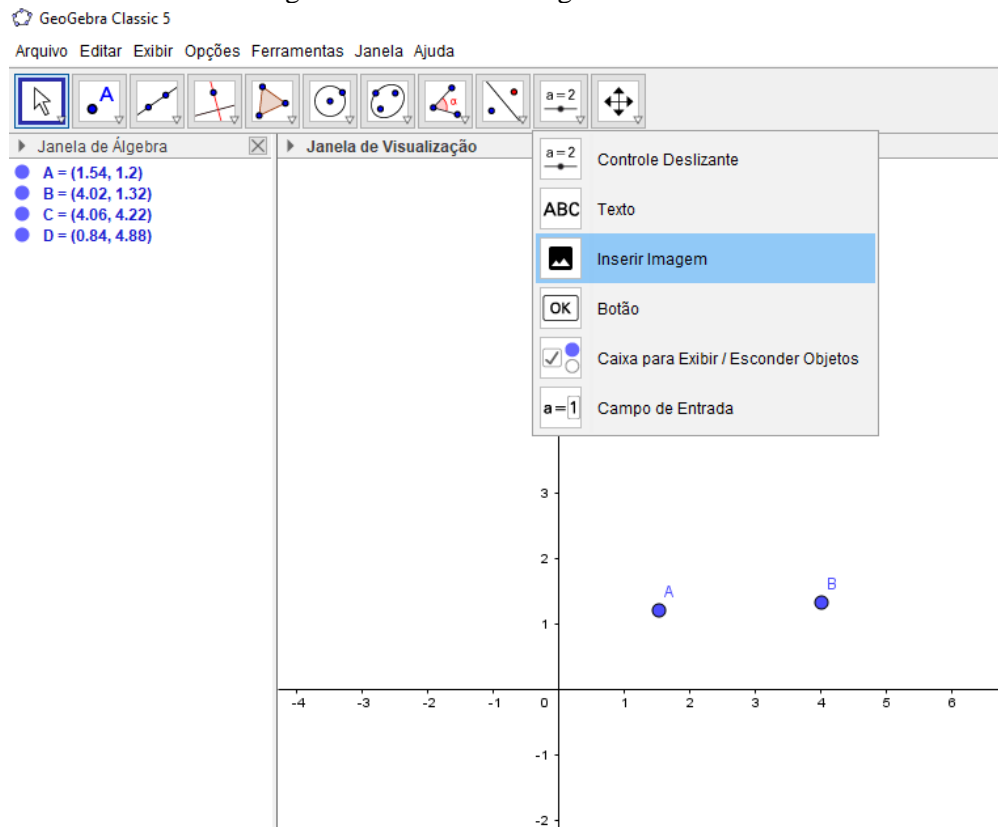 GeoGebra Classic 5
Arquivo Editar Exibir Opções Ferramentas Janela Ajuda
A
α
a=2
Janela de Álgebra
Janela de Visualização
A = (1.54, 1.2)
B = (4.02, 1.32)
C = (4.06, 4.22)
D = (0.84, 4.88)
a=2 Controle Deslizante
ABC Texto
Inserir Imagem
OK Botão
Caixa para Exibir / Esconder Objetos
a=1 Campo de Entrada
3
2
B
A
1
-4 -3 -2 -1 0 1 2 3 4 5 6
-1
-2